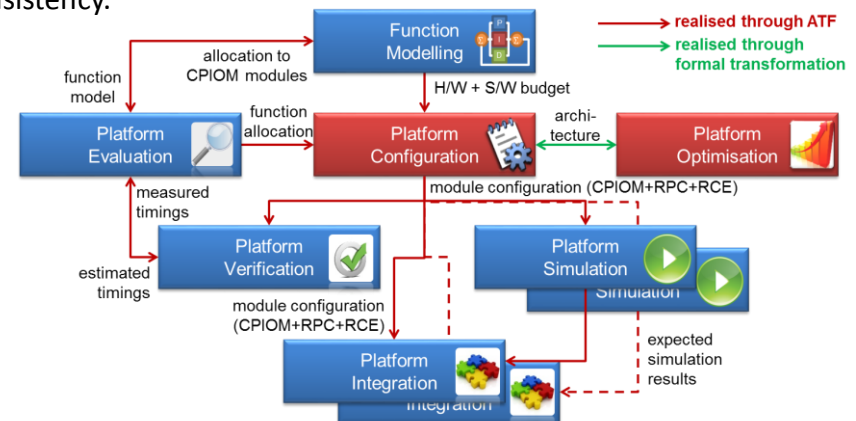 sistency.
realised through ATF
realised through
formal transformation
Function
Modelling
P
I
D
allocation to
CPIOM modules
function
model
H/W + S/W budget
function
allocation
Platform
Evaluation
Platform
Configuration
archi-
tecture
Platform
Optimisation
module configuration (CPIOM+RPC+RCE)
measured
timings
Platform
Verification
Platform
Simulation
Simulation
estimated
timings
module configuration
(CPIOM+RPC+RCE)
expected
simulation
results
Platform
Integration
Integration